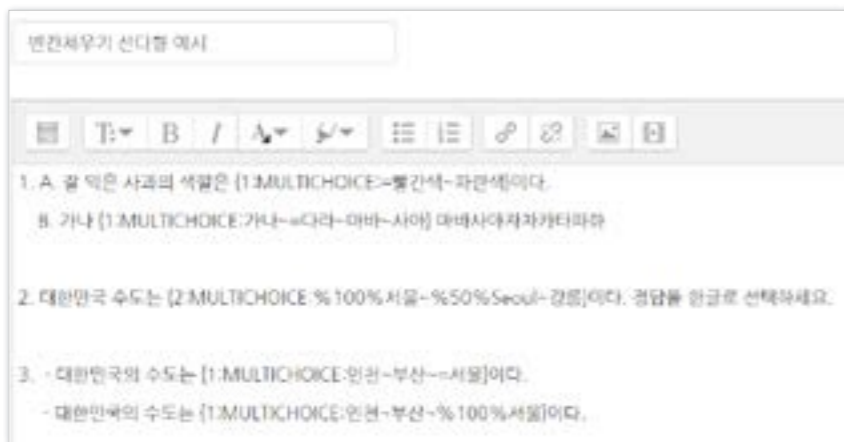 빈칸채우기 선다형 예시
1. A. 잘 익은 사과의 색깔은 {1:MULTICHOICE:=빨간색~파란색}이다.
B. 가나 {1:MULTICHOICE:가나~=다라~마바~사아} 마바사아자차카타파하
2. 대한민국 수도는 {2:MULTICHOICE:%100%서울~%50%Seoul~강릉}이다. 정답을 한글로 선택하세요.
3. - 대한민국의 수도는 {1:MULTICHOICE:인천~부산~=서울}이다.
- 대한민국의 수도는 {1:MULTICHOICE:인천~부산~%100%서울}이다.